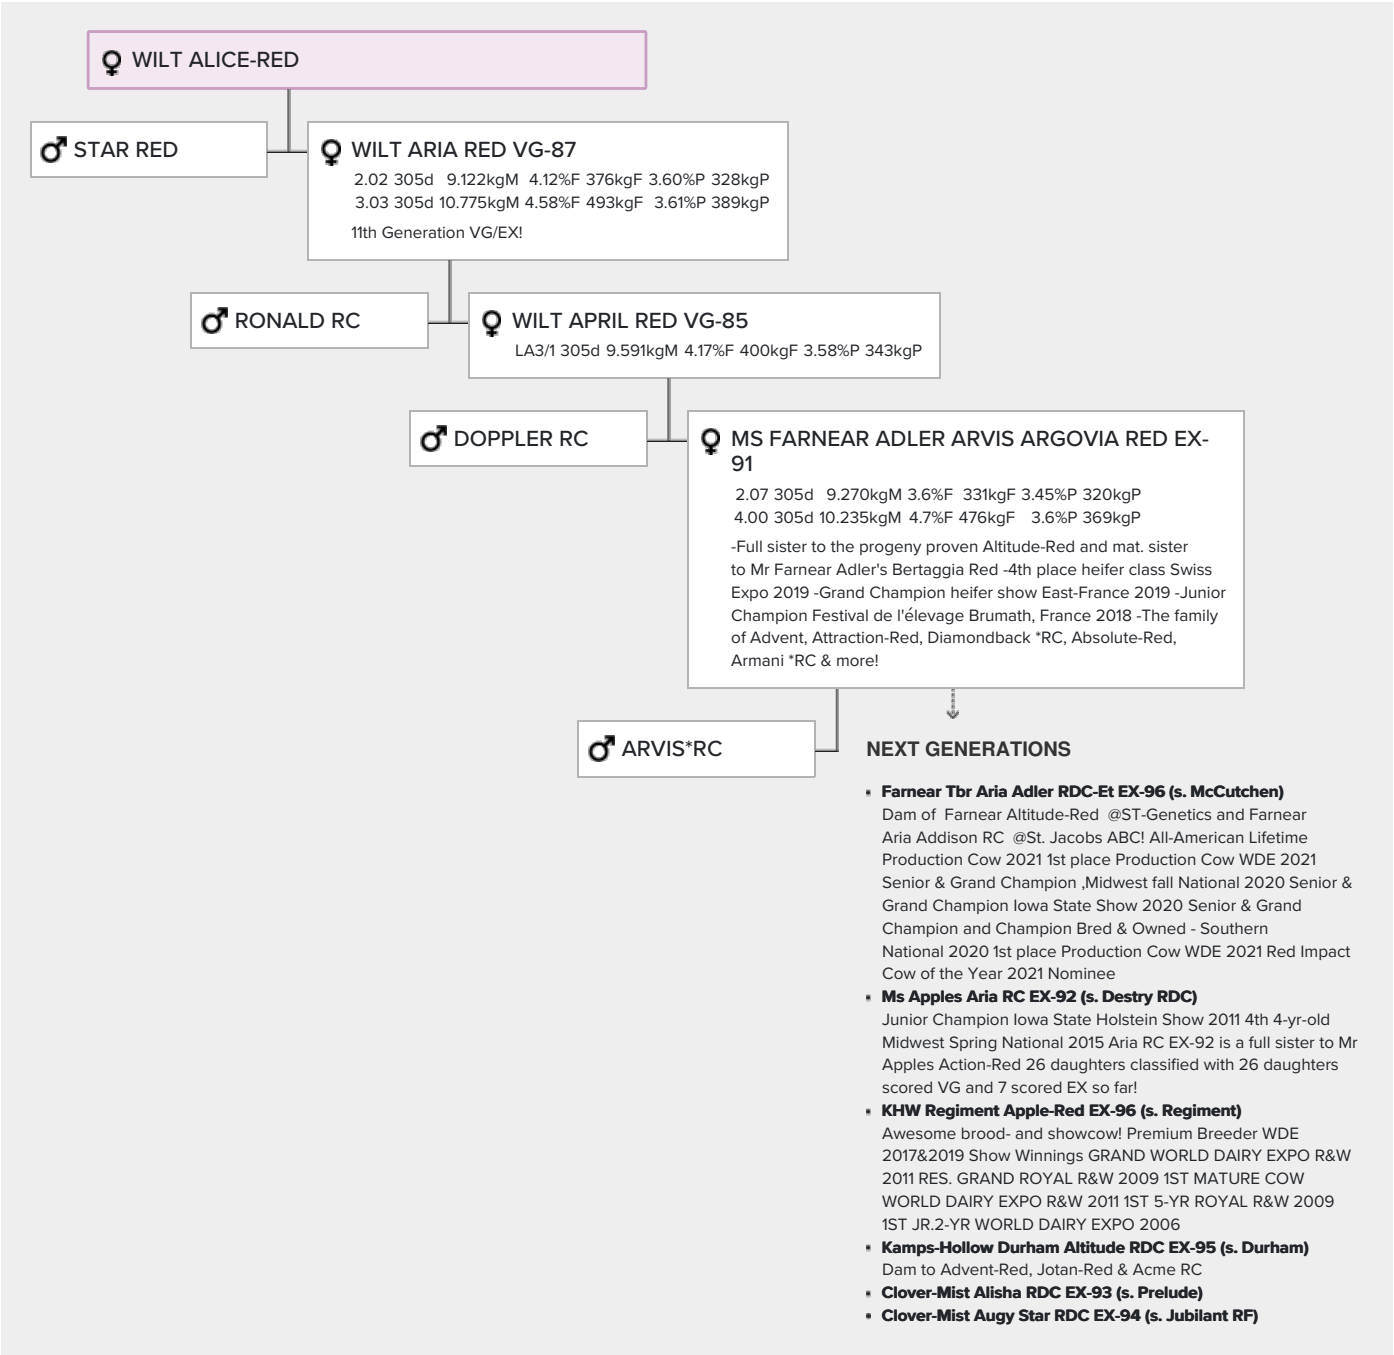 WILT ALICE-RED
STAR RED
WILT ARIA RED VG-87
2.02 305d 9.122kgM 4.12%F 376kgF 3.60%P 328kgP
3.03 305d 10.775kgM 4.58%F 493kgF 3.61%P 389kgP
11th Generation VG/EX!
RONALD RC
WILT APRIL RED VG-85
LA3/1 305d 9.591kgM 4.17%F 400kgF 3.58%P 343kgP
DOPPLER RC
MS FARNEAR ADLER ARVIS ARGOVIA RED EX-
91
2.07 305d 9.270kgM 3.6%F 331kgF 3.45%P 320kgP
4.00 305d 10.235kgM 4.7%F 476kgF 3.6%P 369kgP
-Full sister to the progeny proven Altitude-Red and mat. sister
to Mr Farnear Adler's Bertaggia Red -4th place heifer class Swiss
Expo 2019 -Grand Champion heifer show East-France 2019 -Junior
Champion Festival de l'élevage Brumath, France 2018 -The family
of Advent, Attraction-Red, Diamondback *RC, Absolute-Red,
Armani *RC & more!
ARVIS*RC
NEXT GENERATIONS
Farnear Tbr Aria Adler RDC-Et EX-96 (s. McCutchen)
Dam of Farnear Altitude-Red @ST-Genetics and Farnear
Aria Addison RC @St. Jacobs ABC! All-American Lifetime
Production Cow 2021 1st place Production Cow WDE 2021
Senior & Grand Champion ,Midwest fall National 2020 Senior &
Grand Champion Iowa State Show 2020 Senior & Grand
Champion and Champion Bred & Owned - Southern
National 2020 1st place Production Cow WDE 2021 Red Impact
Cow of the Year 2021 Nominee
Ms Apples Aria RC EX-92 (s. Destry RDC)
Junior Champion Iowa State Holstein Show 2011 4th 4-yr-old
Midwest Spring National 2015 Aria RC EX-92 is a full sister to Mr
Apples Action-Red 26 daughters classified with 26 daughters
scored VG and 7 scored EX so far!
KHW Regiment Apple-Red EX-96 (s. Regiment)
Awesome brood- and showcow! Premium Breeder WDE
2017&2019 Show Winnings GRAND WORLD DAIRY EXPO R&W
2011 RES. GRAND ROYAL R&W 2009 1ST MATURE COW
WORLD DAIRY EXPO R&W 2011 1ST 5-YR ROYAL R&W 2009
1ST JR.2-YR WORLD DAIRY EXPO 2006
Kamps-Hollow Durham Altitude RDC EX-95 (s. Durham)
Dam to Advent-Red, Jotan-Red & Acme RC
Clover-Mist Alisha RDC EX-93 (s. Prelude)
Clover-Mist Augy Star RDC EX-94 (s. Jubilant RF)